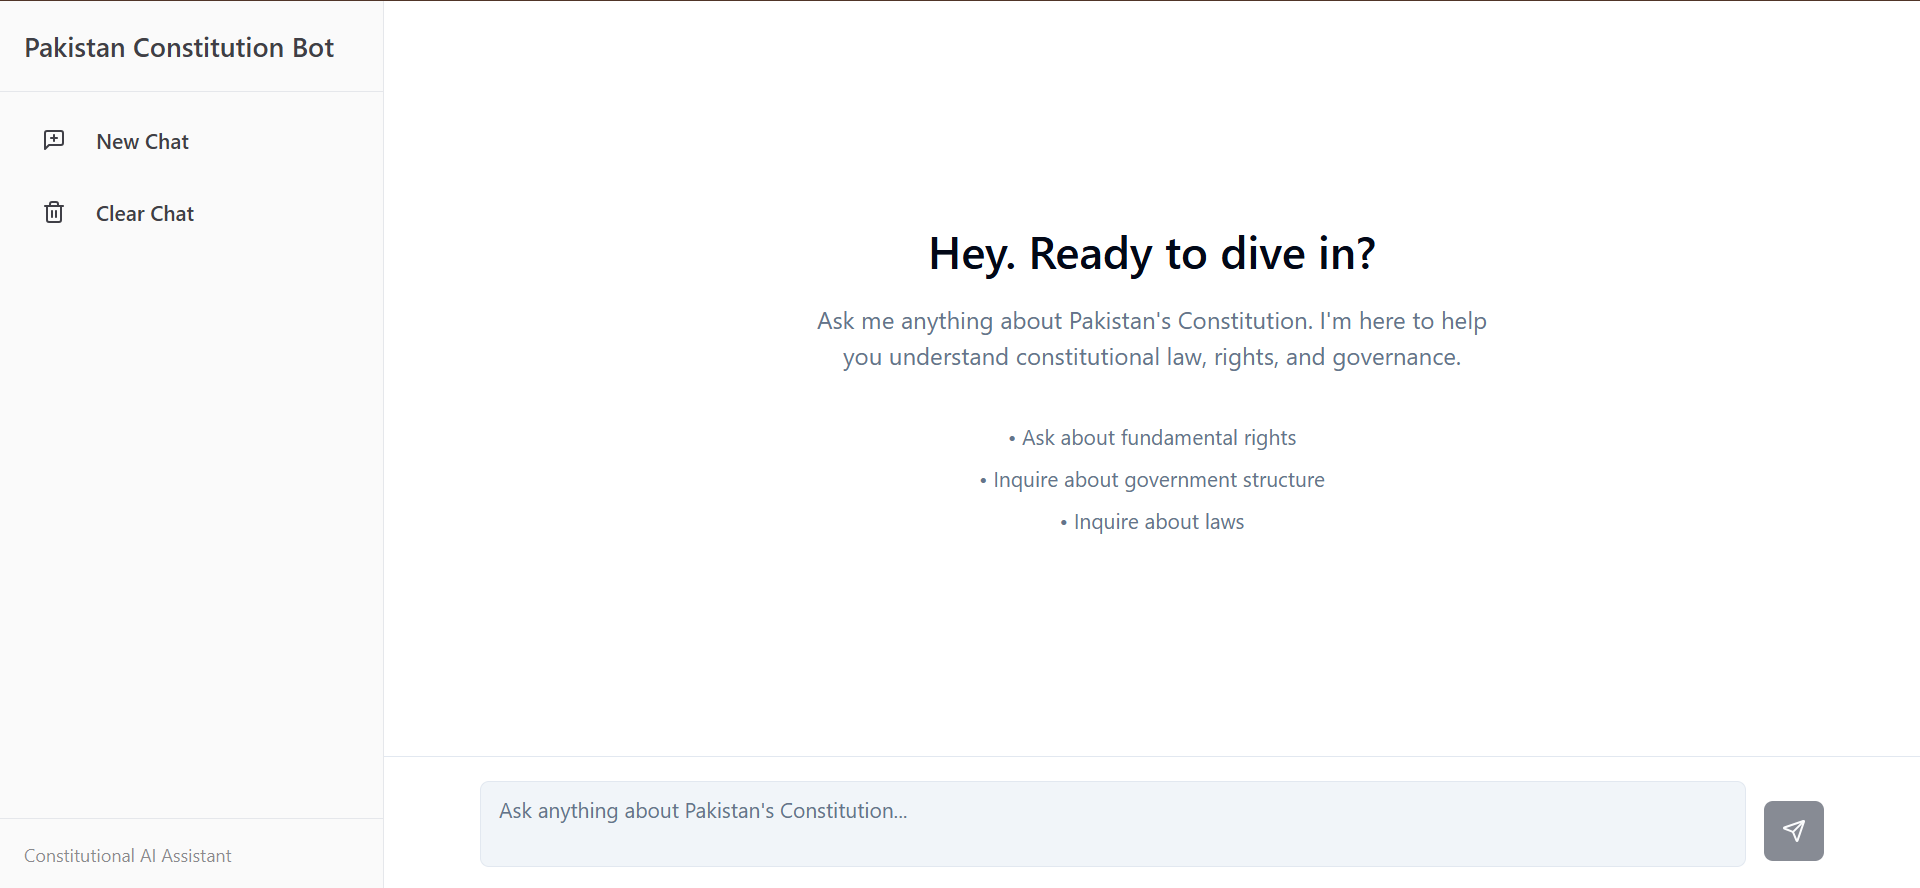 Pakistan Constitution Bot
New Chat
Clear Chat
Constitutional AI Assistant
Hey. Ready to dive in?
Ask me anything about Pakistan's Constitution. I'm here to help
you understand constitutional law, rights, and governance.
• Ask about fundamental rights
• Inquire about government structure
• Inquire about laws
Ask anything about Pakistan's Constitution...